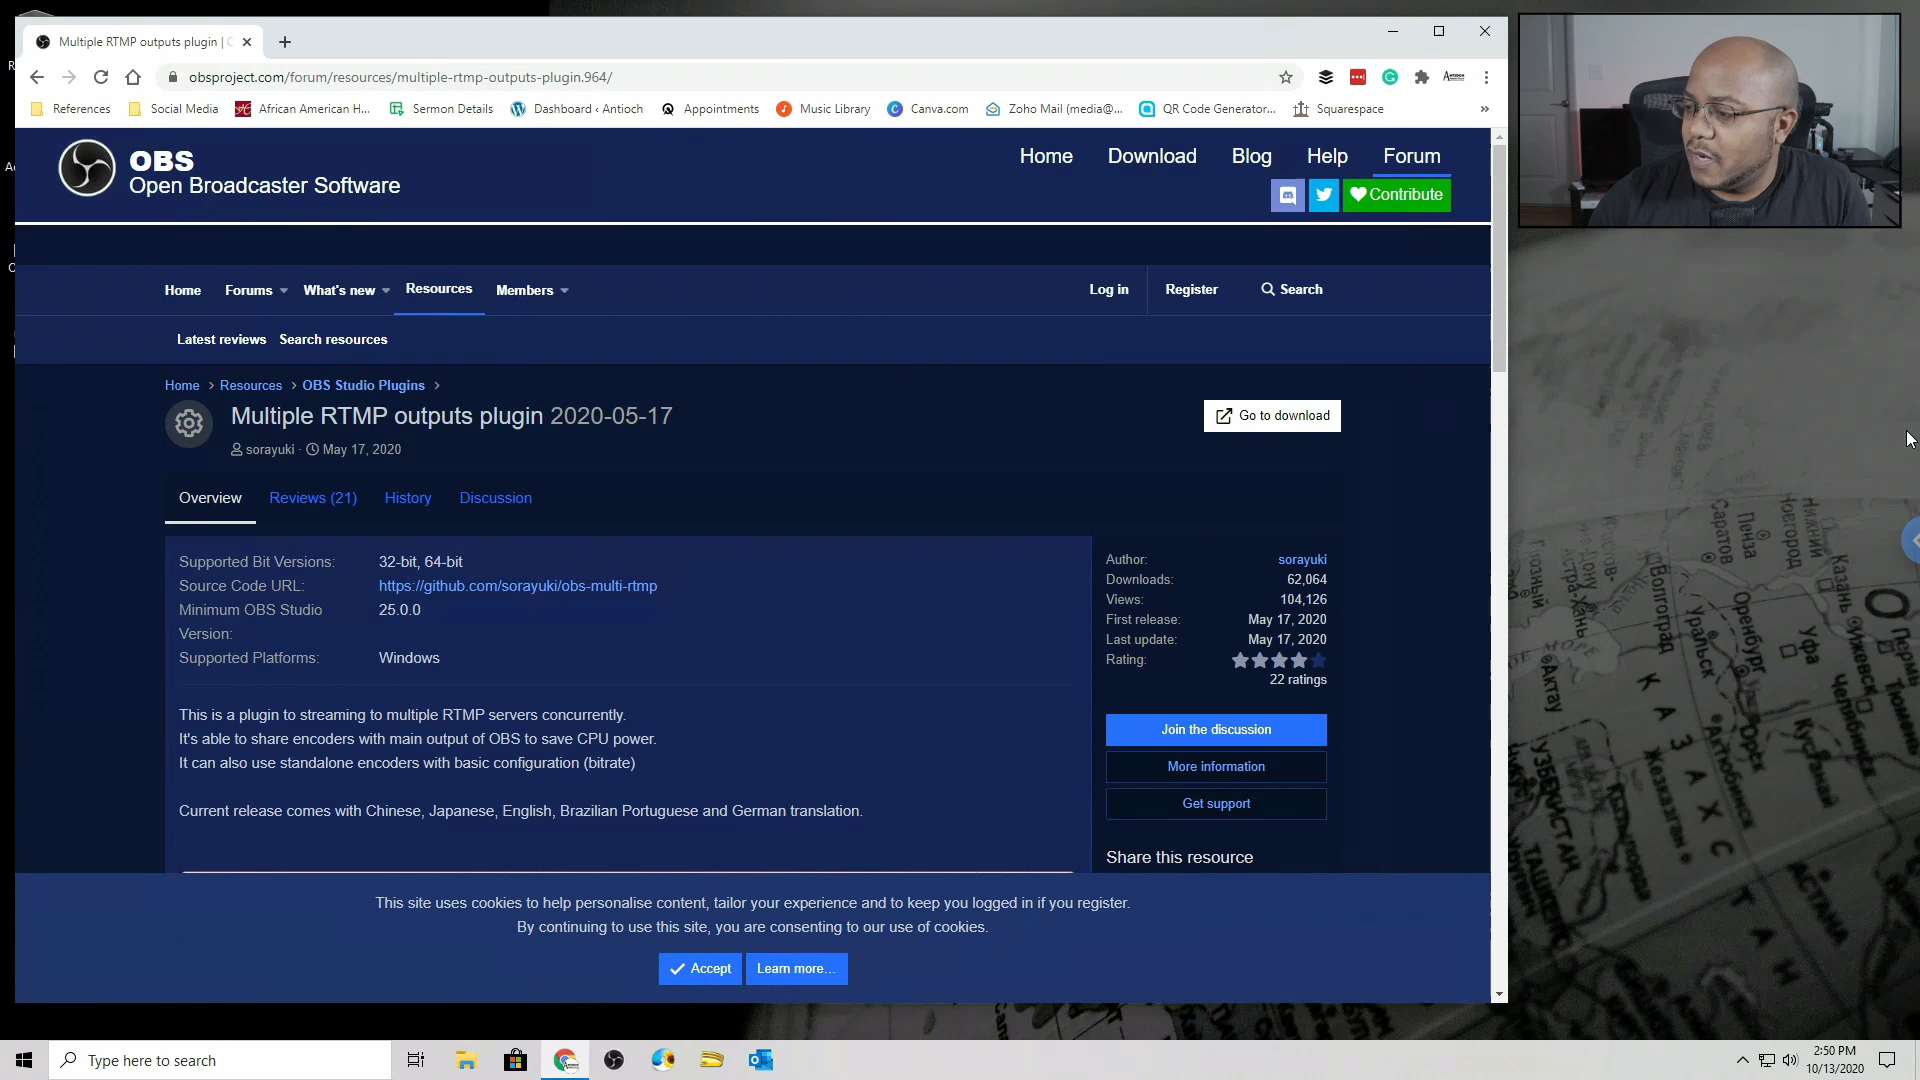 Multiple RTMP outputs plugin |
obsproject.com/forum/resources/multiple-rtmp-outputs-plugin.964/
References
Social Media
African American H...
Sermon Details
Dashboard ‹ Antioch
Appointments
Music Library
Canva.com
Zoho Mail (media@...
QR Code Generator...
Squarespace
»
OBS
Open Broadcaster Software
Home Download Blog Help Forum
Contribute
Home Forums What's new Resources Members Log in Register Search
Latest reviews Search resources
Home › Resources › OBS Studio Plugins ›
Multiple RTMP outputs plugin 2020-05-17
Go to download
sorayuki · May 17, 2020
Overview Reviews (21) History Discussion
Supported Bit Versions: 32-bit, 64-bit
Source Code URL: https://github.com/sorayuki/obs-multi-rtmp
Minimum OBS Studio 25.0.0
Version:
Supported Platforms: Windows
This is a plugin to streaming to multiple RTMP servers concurrently.
It's able to share encoders with main output of OBS to save CPU power.
It can also use standalone encoders with basic configuration (bitrate)
Current release comes with Chinese, Japanese, English, Brazilian Portuguese and German translation.
Author: sorayuki
Downloads: 62,064
Views: 104,126
First release: May 17, 2020
Last update: May 17, 2020
Rating:
22 ratings
Join the discussion
More information
Get support
Share this resource
This site uses cookies to help personalise content, tailor your experience and to keep you logged in if you register.
By continuing to use this site, you are consenting to our use of cookies.
Accept
Learn more...
Нижний
Новгород
Пенза
Саратов
Казань
Волгоград
Уральск
Оренбург
Уфа
Ижевск
Пермь
Актау
Орск
КАЗАХСТАН
Астана
Type here to search
2:50 PM
10/13/2020